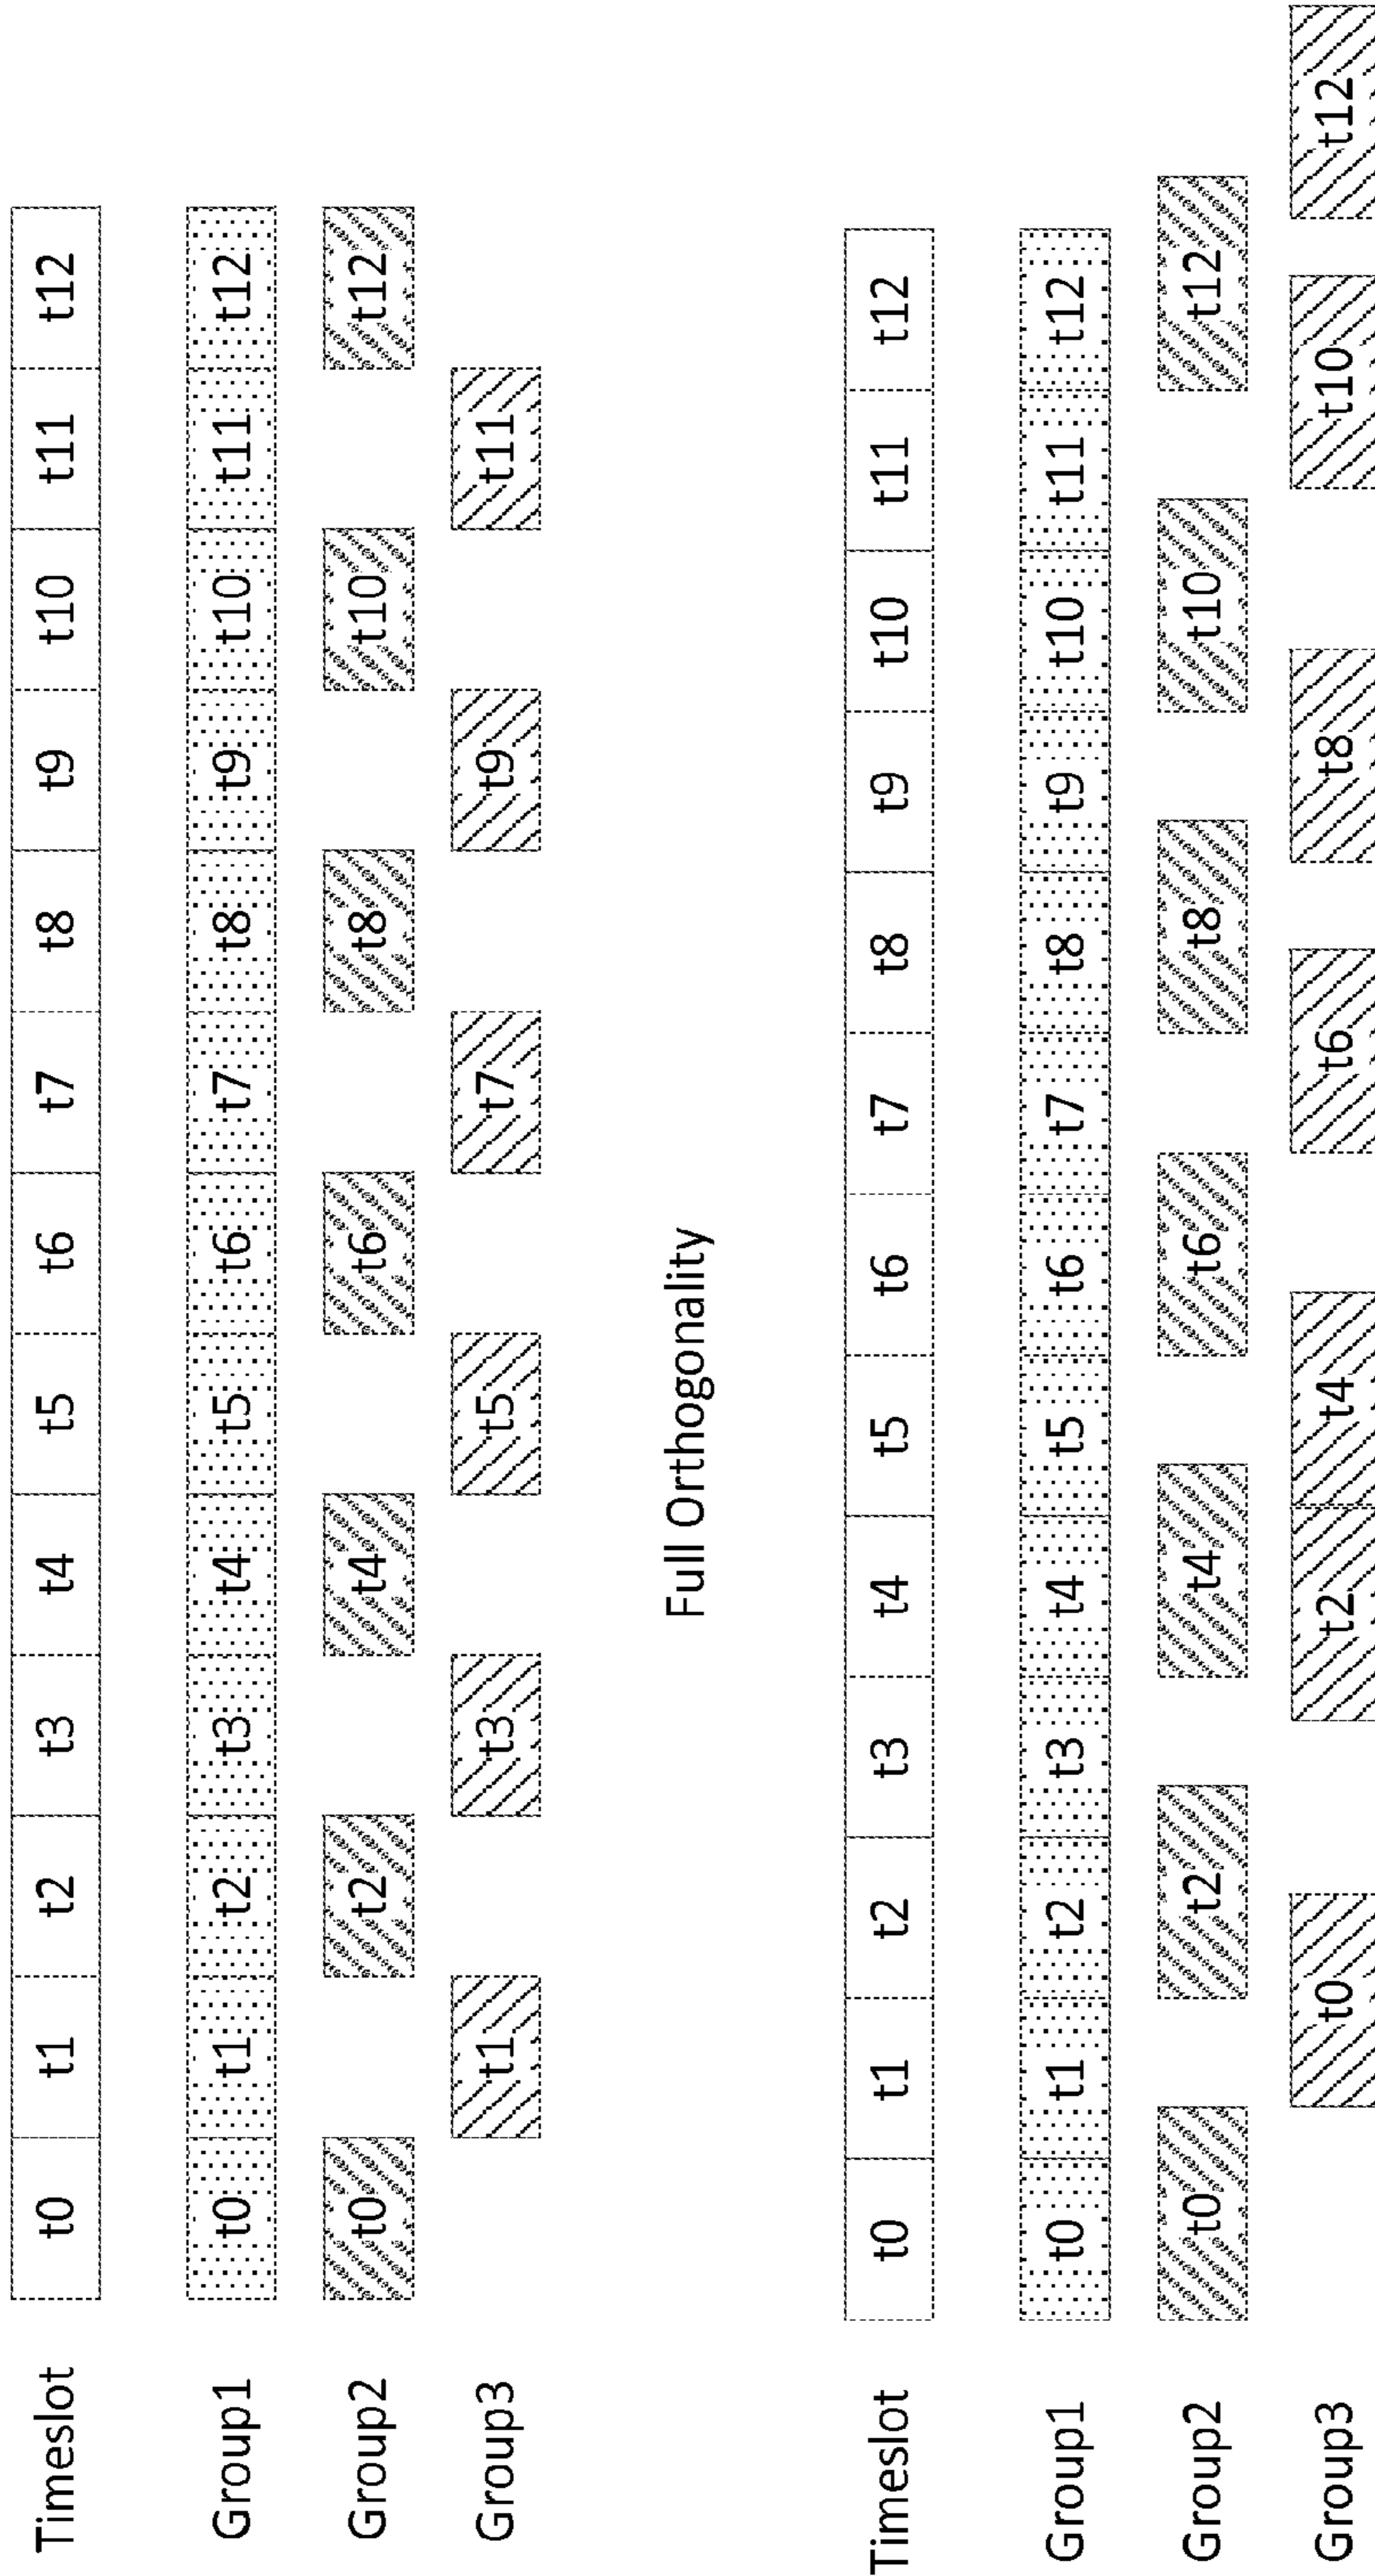 Timeslot t0 t1 t2 t3 t4 t5 t6 t7 t8 t9 t10 t11 t12
Group1 t0 t1 t2 t3 t4 t5 t6 t7 t8 t9 t10 t11 t12
Group2 t0 t2 t4 t6 t8 t10 t12
Group3 t1 t3 t5 t7 t9 t11
Full Orthogonality
Timeslot t0 t1 t2 t3 t4 t5 t6 t7 t8 t9 t10 t11 t12
Group1 t0 t1 t2 t3 t4 t5 t6 t7 t8 t9 t10 t11 t12
Group2 t0 t2 t4 t6 t8 t10 t12
Group3 t0 t2 t4 t6 t8 t10 t12